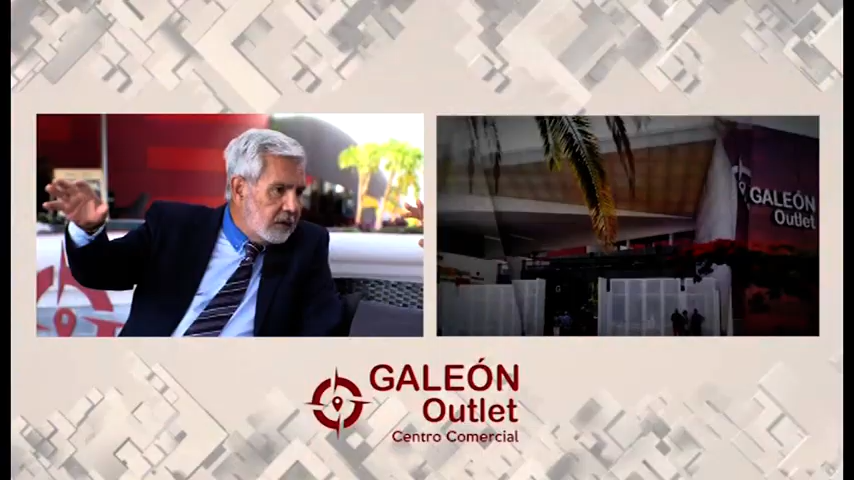 GALEÓN
Outlet
GALEÓN
Outlet
Centro Comercial